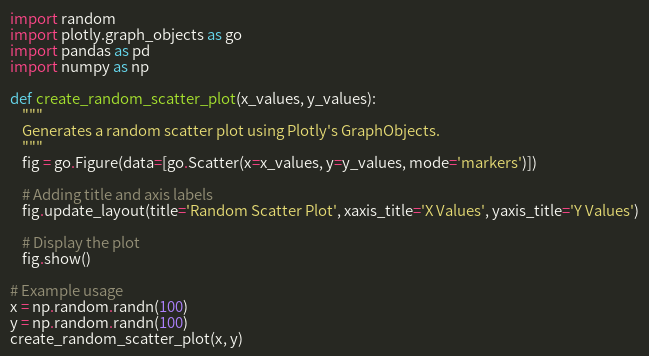 import random
import plotly.graph_objects as go
import pandas as pd
import numpy as np
def create_random_scatter_plot(x_values, y_values):
"""
Generates a random scatter plot using Plotly's GraphObjects.
"""
fig = go.Figure(data=[go.Scatter(x=x_values, y=y_values, mode='markers')])
# Adding title and axis labels
fig.update_layout(title='Random Scatter Plot', xaxis_title='X Values', yaxis_title='Y Values')
# Display the plot
fig.show()
# Example usage
x = np.random.randn(100)
y = np.random.randn(100)
create_random_scatter_plot(x, y)